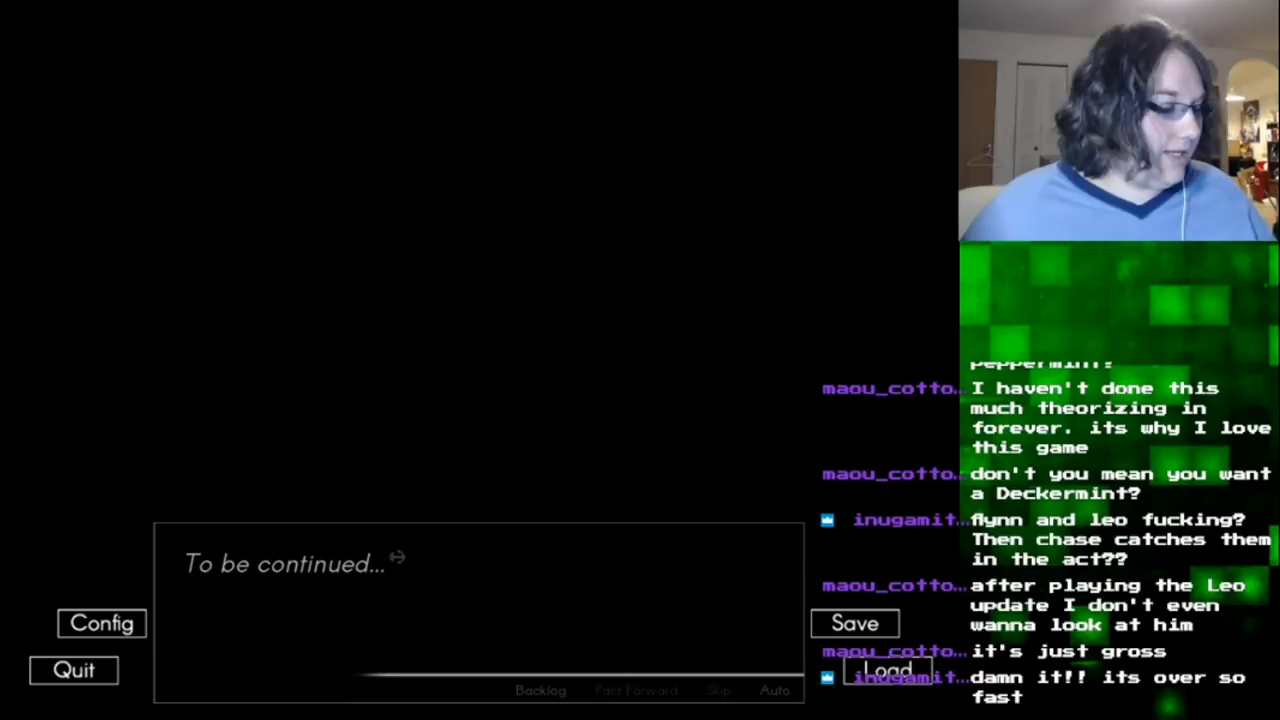 peppermint?
maou_cotto… I haven't done this
much theorizing in
forever. its why I love
this game
maou_cotto… don't you mean you want
a Deckermint?
inugamit… flynn and leo fucking?
Then chase catches them
in the act??
maou_cotto… after playing the Leo
update I don't even
wanna look at him
maou_cotto… it's just gross
inugamit… damn it!! its over so
fast
To be continued...
Config
Save
Quit
Load
Backlog
Fast Forward
Skip
Auto